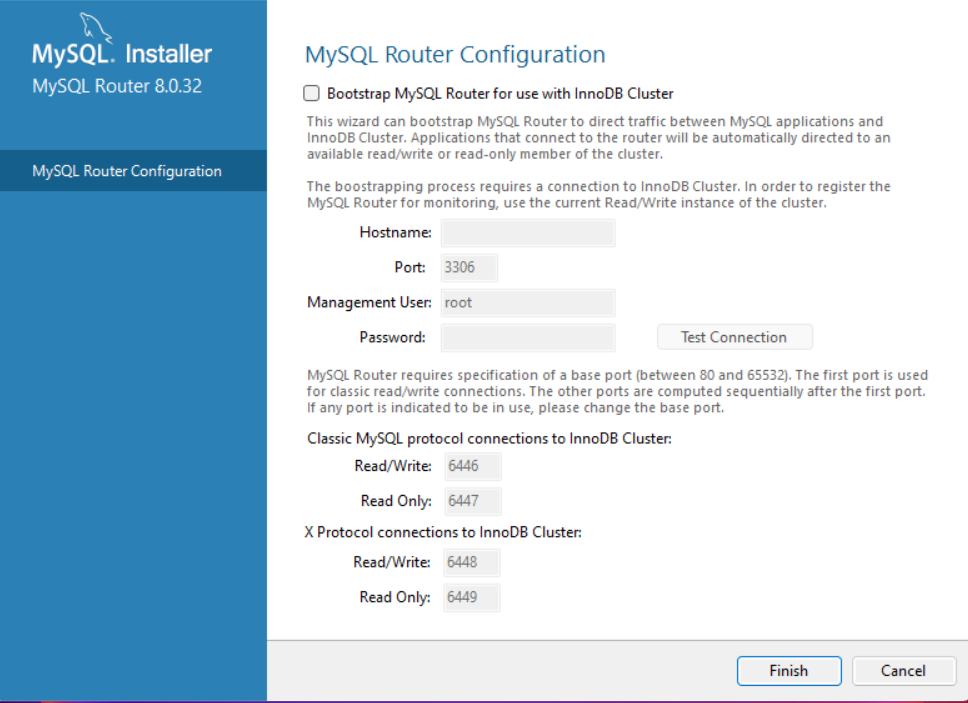 MySQL. Installer
MySQL Router 8.0.32
MySQL Router Configuration
MySQL Router Configuration
Bootstrap MySQL Router for use with InnoDB Cluster
This wizard can bootstrap MySQL Router to direct traffic between MySQL applications and
InnoDB Cluster. Applications that connect to the router will be automatically directed to an
available read/write or read-only member of the cluster.
The boostrapping process requires a connection to InnoDB Cluster. In order to register the
MySQL Router for monitoring, use the current Read/Write instance of the cluster.
Hostname:
Port: 3306
Management User: root
Password: Test Connection
MySQL Router requires specification of a base port (between 80 and 65532). The first port is used
for classic read/write connections. The other ports are computed sequentially after the first port.
If any port is indicated to be in use, please change the base port.
Classic MySQL protocol connections to InnoDB Cluster:
Read/Write: 6446
Read Only: 6447
X Protocol connections to InnoDB Cluster:
Read/Write: 6448
Read Only: 6449
Finish Cancel